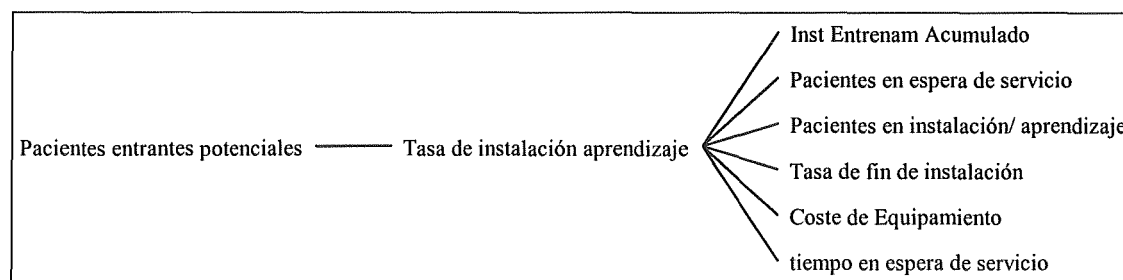 Inst Entrenam Acumulado
Pacientes en espera de servicio
Pacientes en instalación/ aprendizaje
Pacientes entrantes potenciales
Tasa de instalación aprendizaje
Tasa de fin de instalación
Coste de Equipamiento
tiempo en espera de servicio